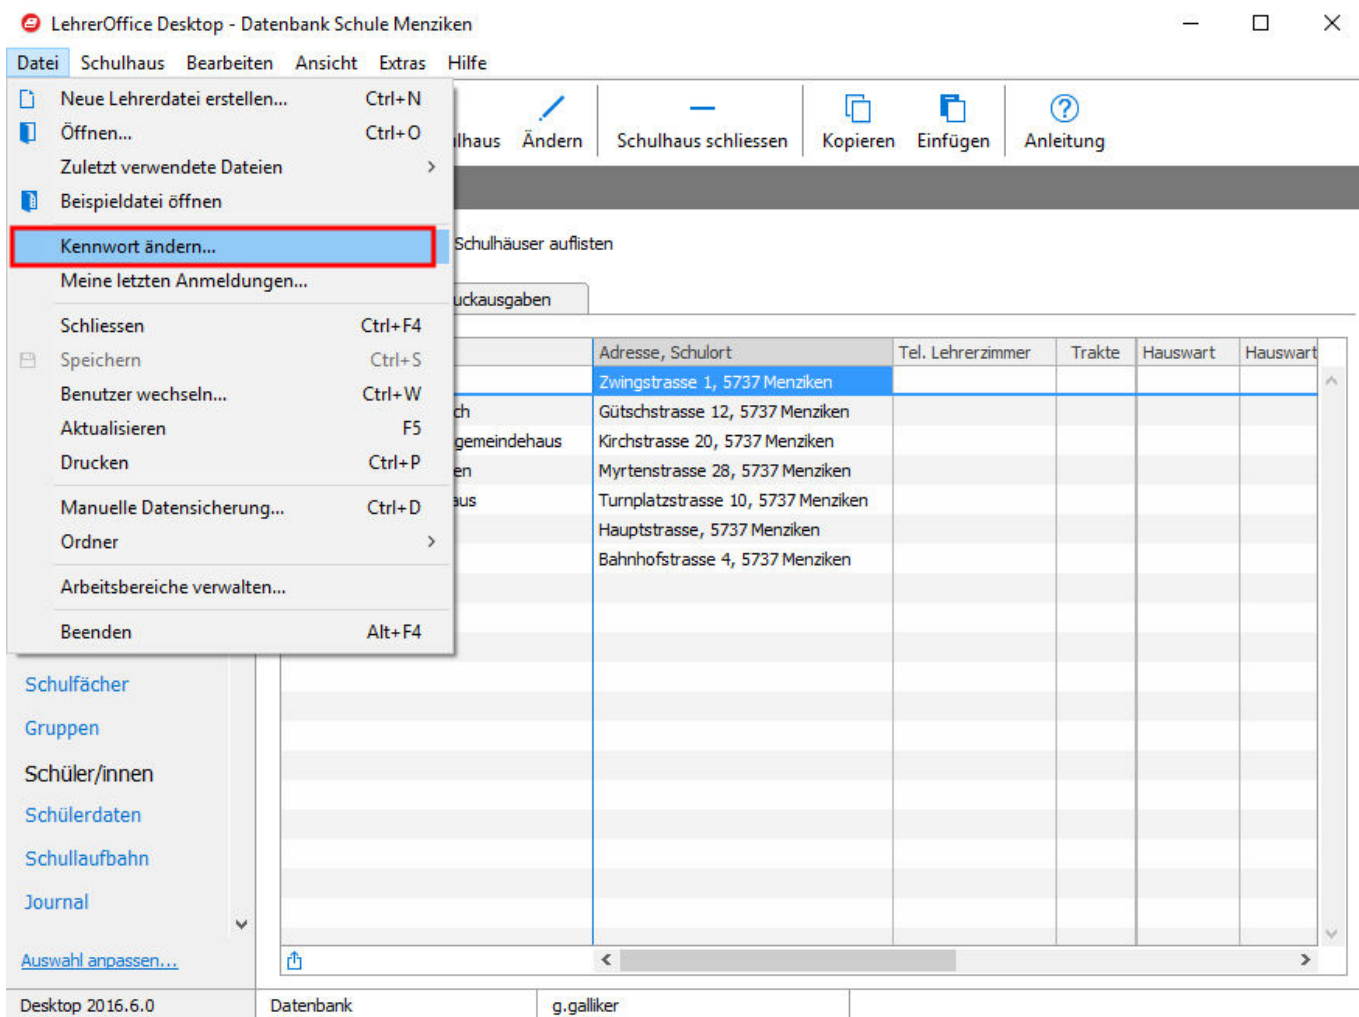 LehrerOffice Desktop - Datenbank Schule Menziken
Datei Schulhaus Bearbeiten Ansicht Extras Hilfe
Neue Lehrerdatei erstellen... Ctrl+N
Öffnen... Ctrl+O
Zuletzt verwendete Dateien
Beispieldatei öffnen
Kennwort ändern...
Meine letzten Anmeldungen...
Schliessen Ctrl+F4
Speichern Ctrl+S
Benutzer wechseln... Ctrl+W
Aktualisieren F5
Drucken Ctrl+P
Manuelle Datensicherung... Ctrl+D
Ordner
Arbeitsbereiche verwalten...
Beenden Alt+F4
lhaus Ändern Schulhaus schliessen Kopieren Einfügen Anleitung
Schulhäuser auflisten
uckausgaben
Adresse, Schulort Tel. Lehrerzimmer Trakte Hauswart Hauswart
Zwingstrasse 1, 5737 Menziken
ch Gütschstrasse 12, 5737 Menziken
gemeindehaus Kirchstrasse 20, 5737 Menziken
en Myrtenstrasse 28, 5737 Menziken
aus Turnplatzstrasse 10, 5737 Menziken
Hauptstrasse, 5737 Menziken
Bahnhofstrasse 4, 5737 Menziken
Schulfächer
Gruppen
Schüler/innen
Schülerdaten
Schullaufbahn
Journal
Auswahl anpassen...
Desktop 2016.6.0 Datenbank g.galliker